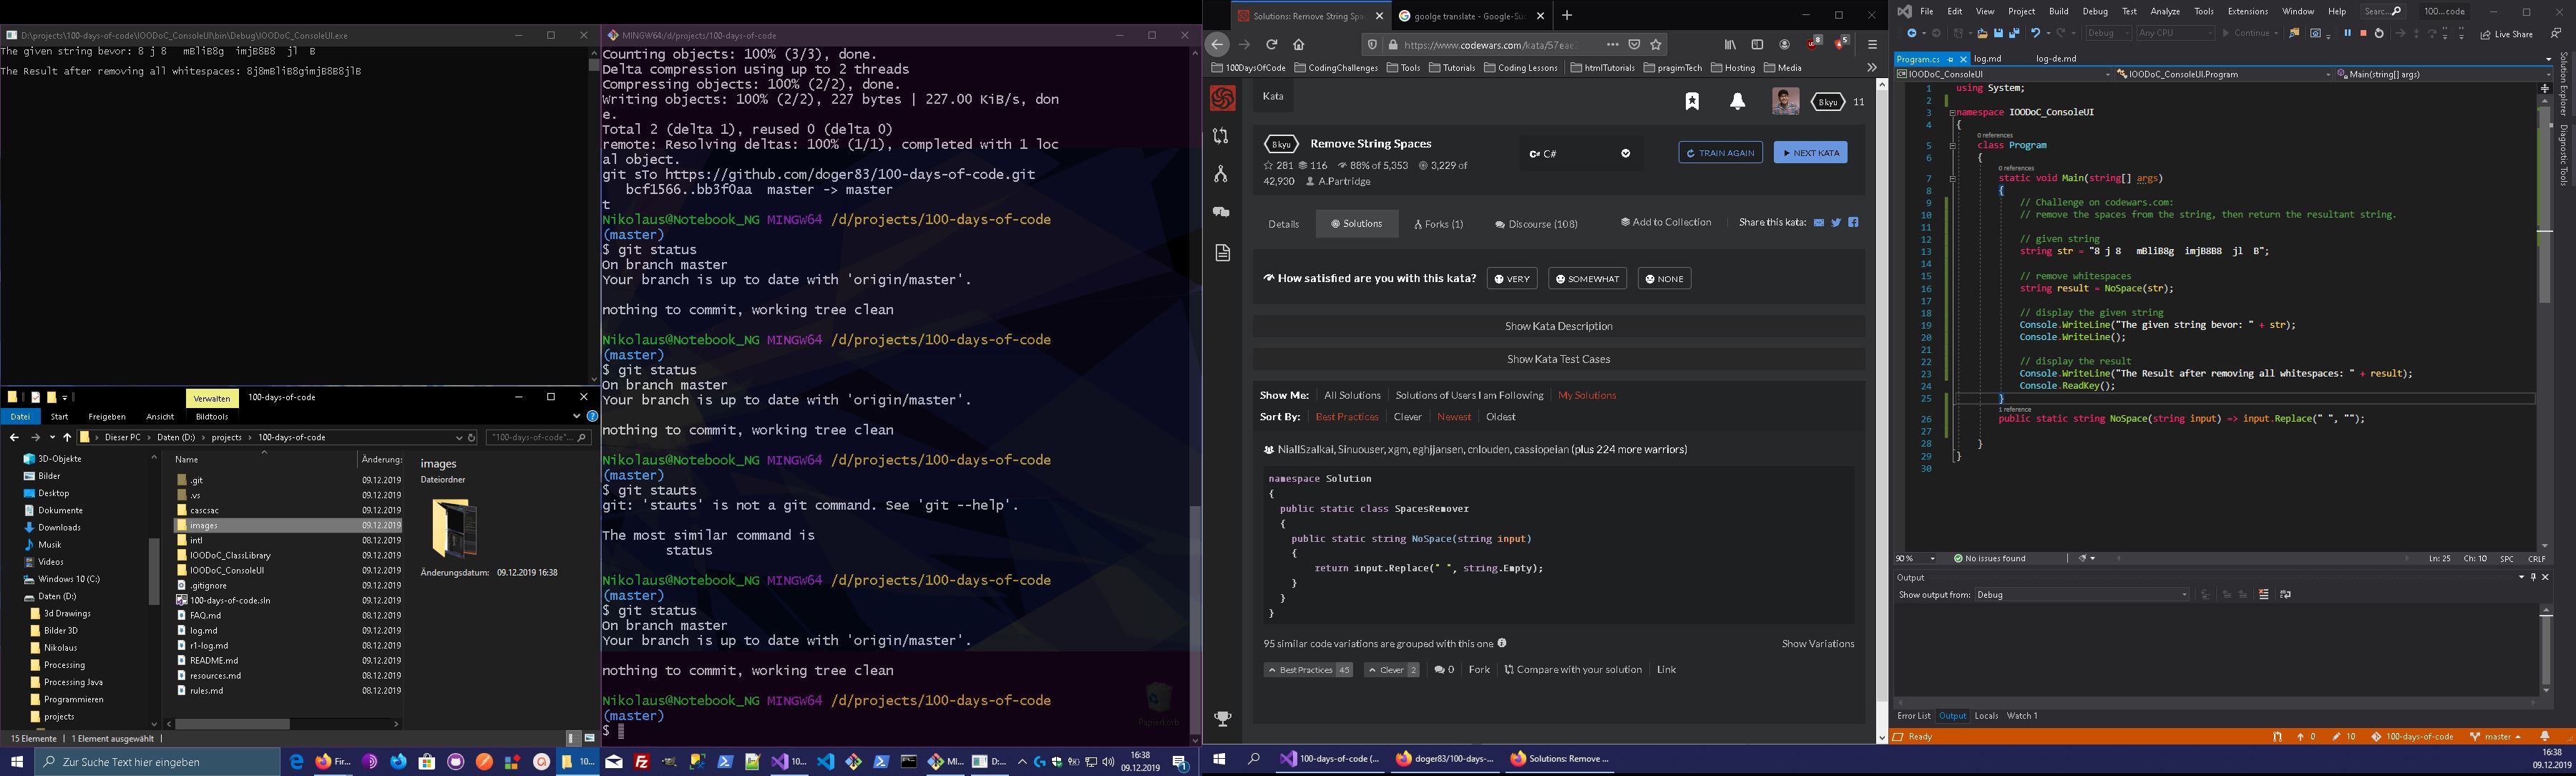 D:\projects\100-days-of-code\IOODoC_ConsoleUI\bin\Debug\IOODoC_ConsoleUI.exe
The given string bevor: 8 j 8   mBliB8g  imjB8B8  jl  B
The Result after removing all whitespaces: 8j8mBliB8gimjB8B8jlB
Verwalten
100-days-of-code
Datei Start Freigeben Ansicht Bildtools
Dieser PC > Daten (D:) > projects > 100-days-of-code
"100-days-of-code"...
3D-Objekte
Bilder
Desktop
Dokumente
Downloads
Musik
Videos
Windows 10 (C:)
Daten (D:)
3d Drawings
Bilder 3D
Nikolaus
Processing
Processing Java
Programmieren
projects
Name Änderung:
.git 09.12.2019
.vs 09.12.2019
cascsac 09.12.2019
images 09.12.2019
intl 08.12.2019
IOODoC_ClassLibrary 09.12.2019
IOODoC_ConsoleUI 09.12.2019
.gitignore 09.12.2019
100-days-of-code.sln 09.12.2019
FAQ.md 08.12.2019
log.md 09.12.2019
r1-log.md 08.12.2019
README.md 08.12.2019
resources.md 08.12.2019
rules.md 08.12.2019
images
Dateiordner
Änderungsdatum: 09.12.2019 16:38
15 Elemente | 1 Element ausgewählt |
MINGW64:/d/projects/100-days-of-code
Counting objects: 100% (3/3), done.
Delta compression using up to 2 threads
Compressing objects: 100% (2/2), done.
Writing objects: 100% (2/2), 227 bytes | 227.00 KiB/s, don
e.
Total 2 (delta 1), reused 0 (delta 0)
remote: Resolving deltas: 100% (1/1), completed with 1 loc
al object.
git sTo https://github.com/doger83/100-days-of-code.git
   bcf1566..bb3f0aa  master -> master
t
Nikolaus@Notebook_NG MINGW64 /d/projects/100-days-of-code
(master)
$ git status
On branch master
Your branch is up to date with 'origin/master'.
nothing to commit, working tree clean
Nikolaus@Notebook_NG MINGW64 /d/projects/100-days-of-code
(master)
$ git status
On branch master
Your branch is up to date with 'origin/master'.
nothing to commit, working tree clean
Nikolaus@Notebook_NG MINGW64 /d/projects/100-days-of-code
(master)
$ git stauts
git: 'stauts' is not a git command. See 'git --help'.
The most similar command is
        status
Nikolaus@Notebook_NG MINGW64 /d/projects/100-days-of-code
(master)
$ git status
On branch master
Your branch is up to date with 'origin/master'.
nothing to commit, working tree clean
Nikolaus@Notebook_NG MINGW64 /d/projects/100-days-of-code
(master)
$
Papierkorb
Zur Suche Text hier eingeben
Fir...
10...
10...
MI...
D:...
16:38
09.12.2019
Solutions: Remove String Spa
goolge translate - Google-Su
https://www.codewars.com/kata/57eae
100DaysOfCode CodingChallenges Tools Tutorials Coding Lessons htmlTutorials pragimTech Hosting Media
Kata
8kyu 11
8kyu Remove String Spaces
281 116 88% of 5,353 3,229 of
42,930 A.Partridge
C# C#
TRAIN AGAIN
NEXT KATA
Details Solutions Forks (1) Discourse (108) Add to Collection Share this kata:
How satisfied are you with this kata? VERY SOMEWHAT NONE
Show Kata Description
Show Kata Test Cases
Show Me: All Solutions Solutions of Users I am Following My Solutions
Sort By: Best Practices Clever Newest Oldest
NiallSzalkai, Sinuouser, xgm, eghjjansen, cnlouden, cassiopeian (plus 224 more warriors)
namespace Solution
{
  public static class SpacesRemover
  {
    public static string NoSpace(string input)
    {
        return input.Replace(" ", string.Empty);
    }
  }
}
95 similar code variations are grouped with this one Show Variations
Best Practices 45 Clever 2 0 Fork Compare with your solution Link
100-days-of-code (...
doger83/100-days-...
Solutions: Remove ...
File Edit View Project Build Debug Test Analyze Tools Extensions Window Help Searc... 100...code
Debug Any CPU Continue Live Share
Program.cs log.md log-de.md
IOODoC_ConsoleUI IOODoC_ConsoleUI.Program Main(string[] args)
1 using System;
2
3 namespace IOODoC_ConsoleUI
4 {
0 references
5 class Program
6 {
0 references
7 static void Main(string[] args)
8 {
9 // Challenge on codewars.com:
10 // remove the spaces from the string, then return the resultant string.
11
12 // given string
13 string str = "8 j 8   mBliB8g  imjB8B8  jl  B";
14
15 // remove whitespaces
16 string result = NoSpace(str);
17
18 // display the given string
19 Console.WriteLine("The given string bevor: " + str);
20 Console.WriteLine();
21
22 // display the result
23 Console.WriteLine("The Result after removing all whitespaces: " + result);
24 Console.ReadKey();
25 }
1 reference
26 public static string NoSpace(string input) => input.Replace(" ", "");
27
28 }
29 }
30
Solution Explorer
Diagnostic Tools
90 % No issues found Ln: 25 Ch: 10 SPC CRLF
Output
Show output from: Debug
Error List Output Locals Watch 1
Ready 0 10 100-days-of-code master
16:38
09.12.2019